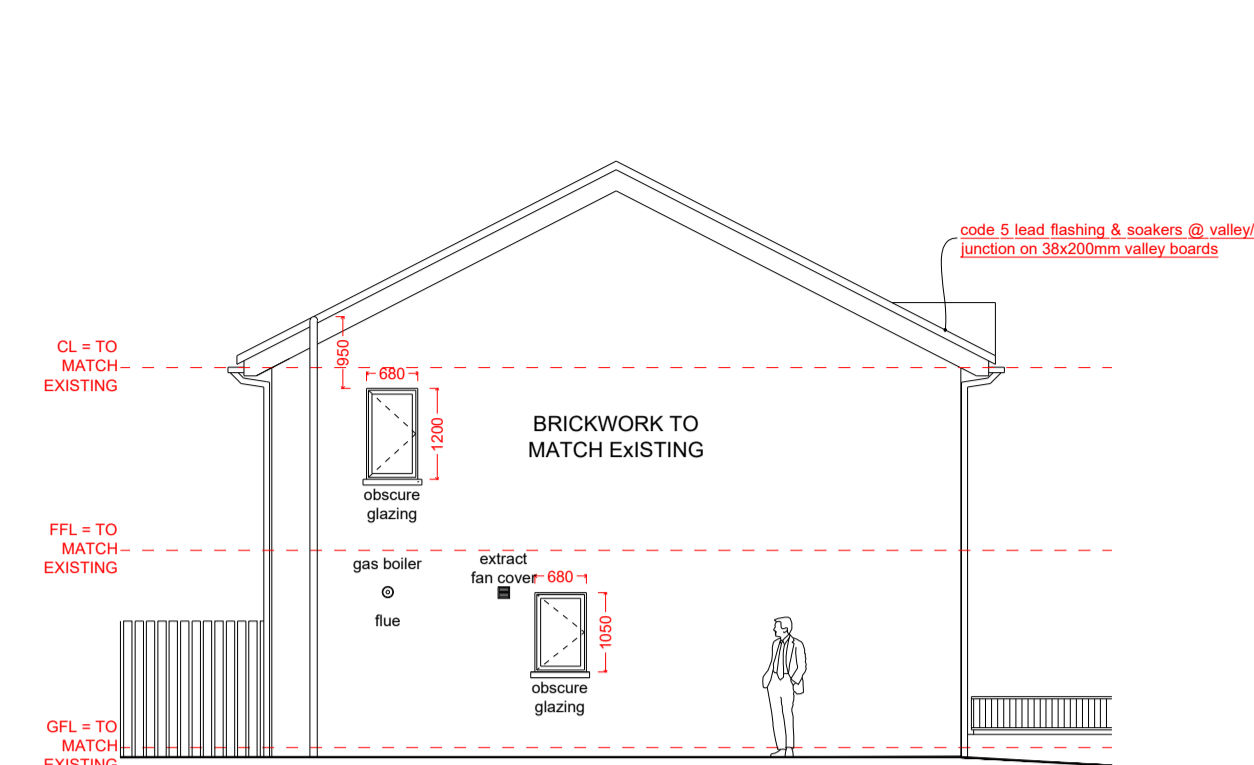 code 5 lead flashing & soakers @ valley/
junction on 38x200mm valley boards
CL = TO
MATCH
EXISTING
950
680
1200
BRICKWORK TO
MATCH ExISTING
obscure
glazing
FFL = TO
MATCH
EXISTING
gas boiler
flue
extract
fan cover
680
1050
obscure
glazing
GFL = TO
MATCH
EXISTING